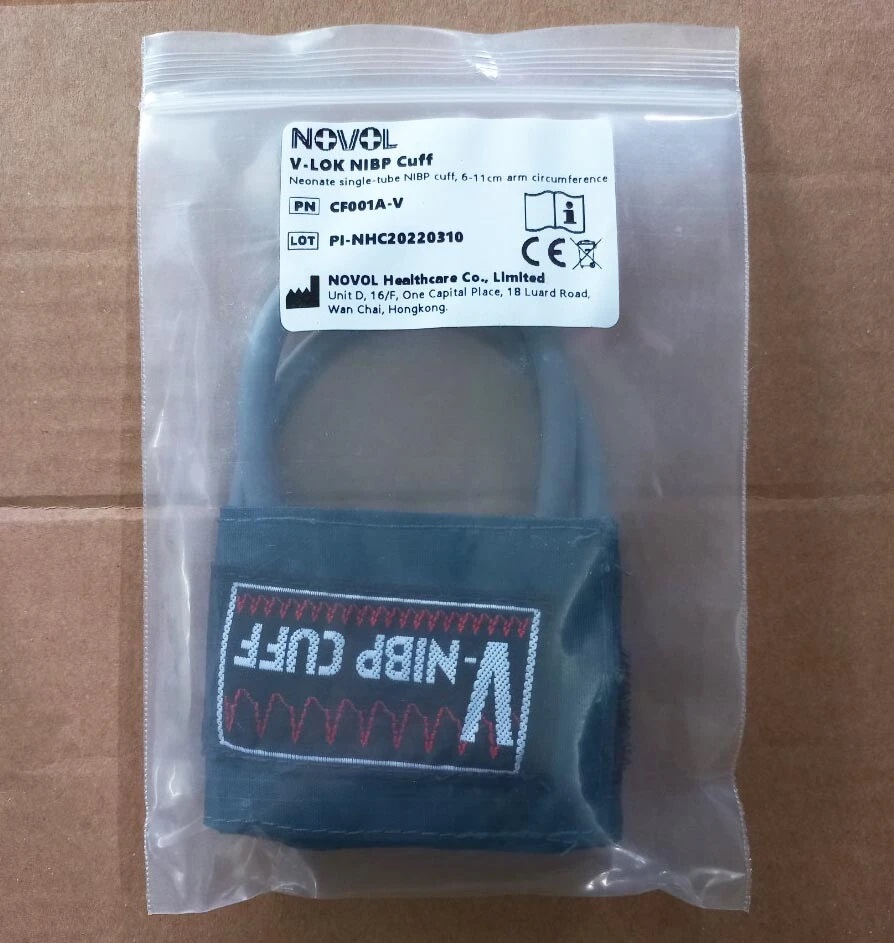 NOVOL
V-LOK NIBP Cuff
Neonate single-tube NIBP cuff, 6-11cm arm circumference
PN CF001A-V
LOT PI-NHC20220310
CE
NOVOL Healthcare Co., Limited
Unit D, 16/F, One Capital Place, 18 Luard Road,
Wan Chai, Hongkong.
V-NIBP CUFF